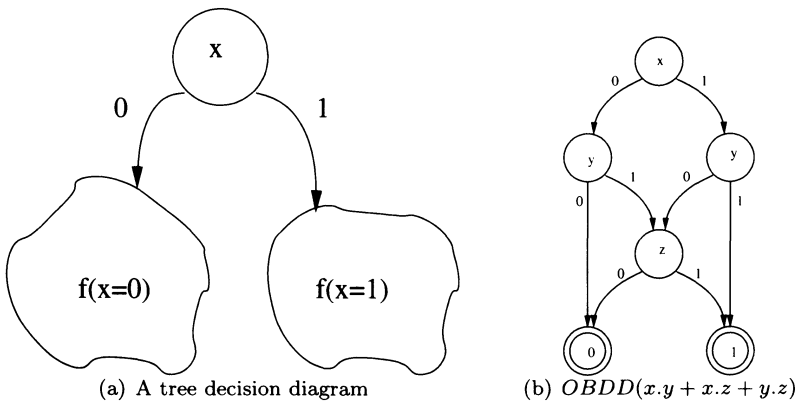 x
0
1
f(x=0)
f(x=1)
(a) A tree decision diagram
x
0
1
y
y
1
0
0
1
z
0
1
0
1
(b) OBDD(x.y + x.z + y.z)